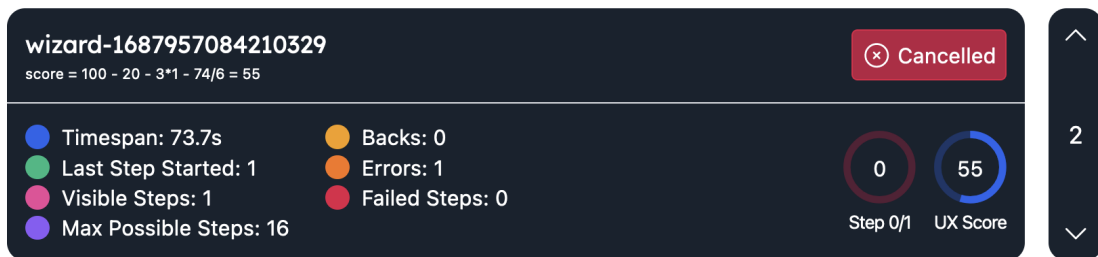 wizard-1687957084210329
score = 100 - 20 - 3*1 - 74/6 = 55
Cancelled
Timespan: 73.7s
Last Step Started: 1
Visible Steps: 1
Max Possible Steps: 16
Backs: 0
Errors: 1
Failed Steps: 0
0
Step 0/1
55
UX Score
2